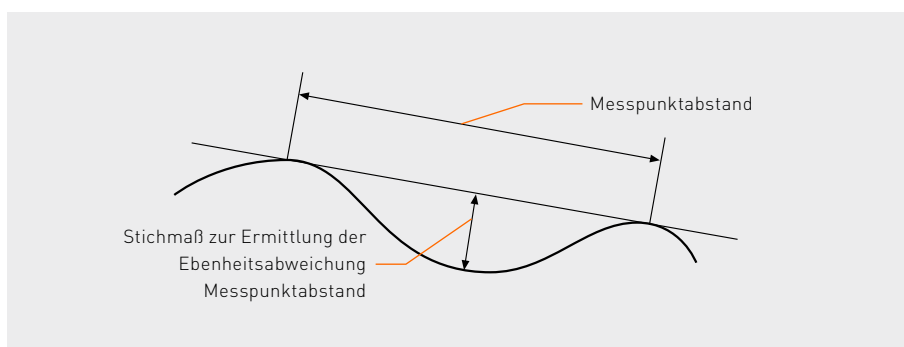 Messpunktabstand
Stichmaß zur Ermittlung der
Ebenheitsabweichung
Messpunktabstand